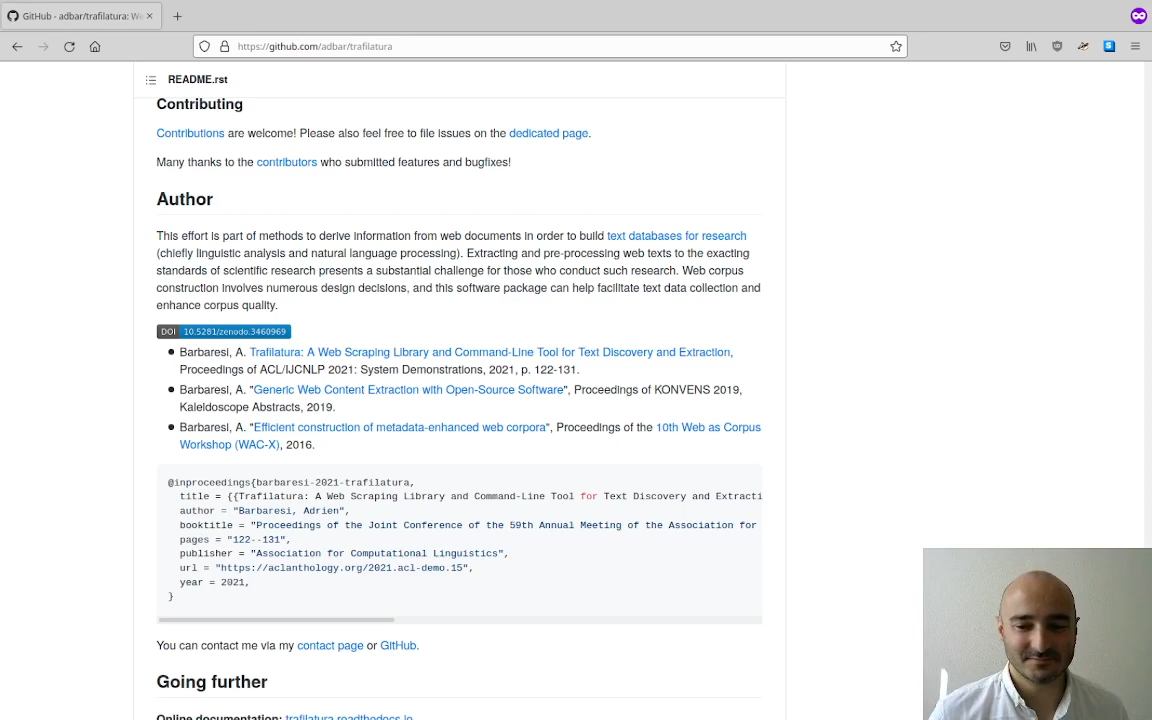 GitHub - adbar/trafilatura: We
https://github.com/adbar/trafilatura
README.rst
Contributing
Contributions are welcome! Please also feel free to file issues on the dedicated page.
Many thanks to the contributors who submitted features and bugfixes!
Author
This effort is part of methods to derive information from web documents in order to build text databases for research
(chiefly linguistic analysis and natural language processing). Extracting and pre-processing web texts to the exacting
standards of scientific research presents a substantial challenge for those who conduct such research. Web corpus
construction involves numerous design decisions, and this software package can help facilitate text data collection and
enhance corpus quality.
DOI 10.5281/zenodo.3460969
Barbaresi, A. Trafilatura: A Web Scraping Library and Command-Line Tool for Text Discovery and Extraction,
Proceedings of ACL/IJCNLP 2021: System Demonstrations, 2021, p. 122-131.
Barbaresi, A. "Generic Web Content Extraction with Open-Source Software", Proceedings of KONVENS 2019,
Kaleidoscope Abstracts, 2019.
Barbaresi, A. "Efficient construction of metadata-enhanced web corpora", Proceedings of the 10th Web as Corpus
Workshop (WAC-X), 2016.
@inproceedings{barbaresi-2021-trafilatura,
title = {{Trafilatura: A Web Scraping Library and Command-Line Tool for Text Discovery and Extracti
author = "Barbaresi, Adrien",
booktitle = "Proceedings of the Joint Conference of the 59th Annual Meeting of the Association for
pages = "122--131",
publisher = "Association for Computational Linguistics",
url = "https://aclanthology.org/2021.acl-demo.15",
year = 2021,
}
You can contact me via my contact page or GitHub.
Going further
Online documentation: trafilatura.readthedocs.io